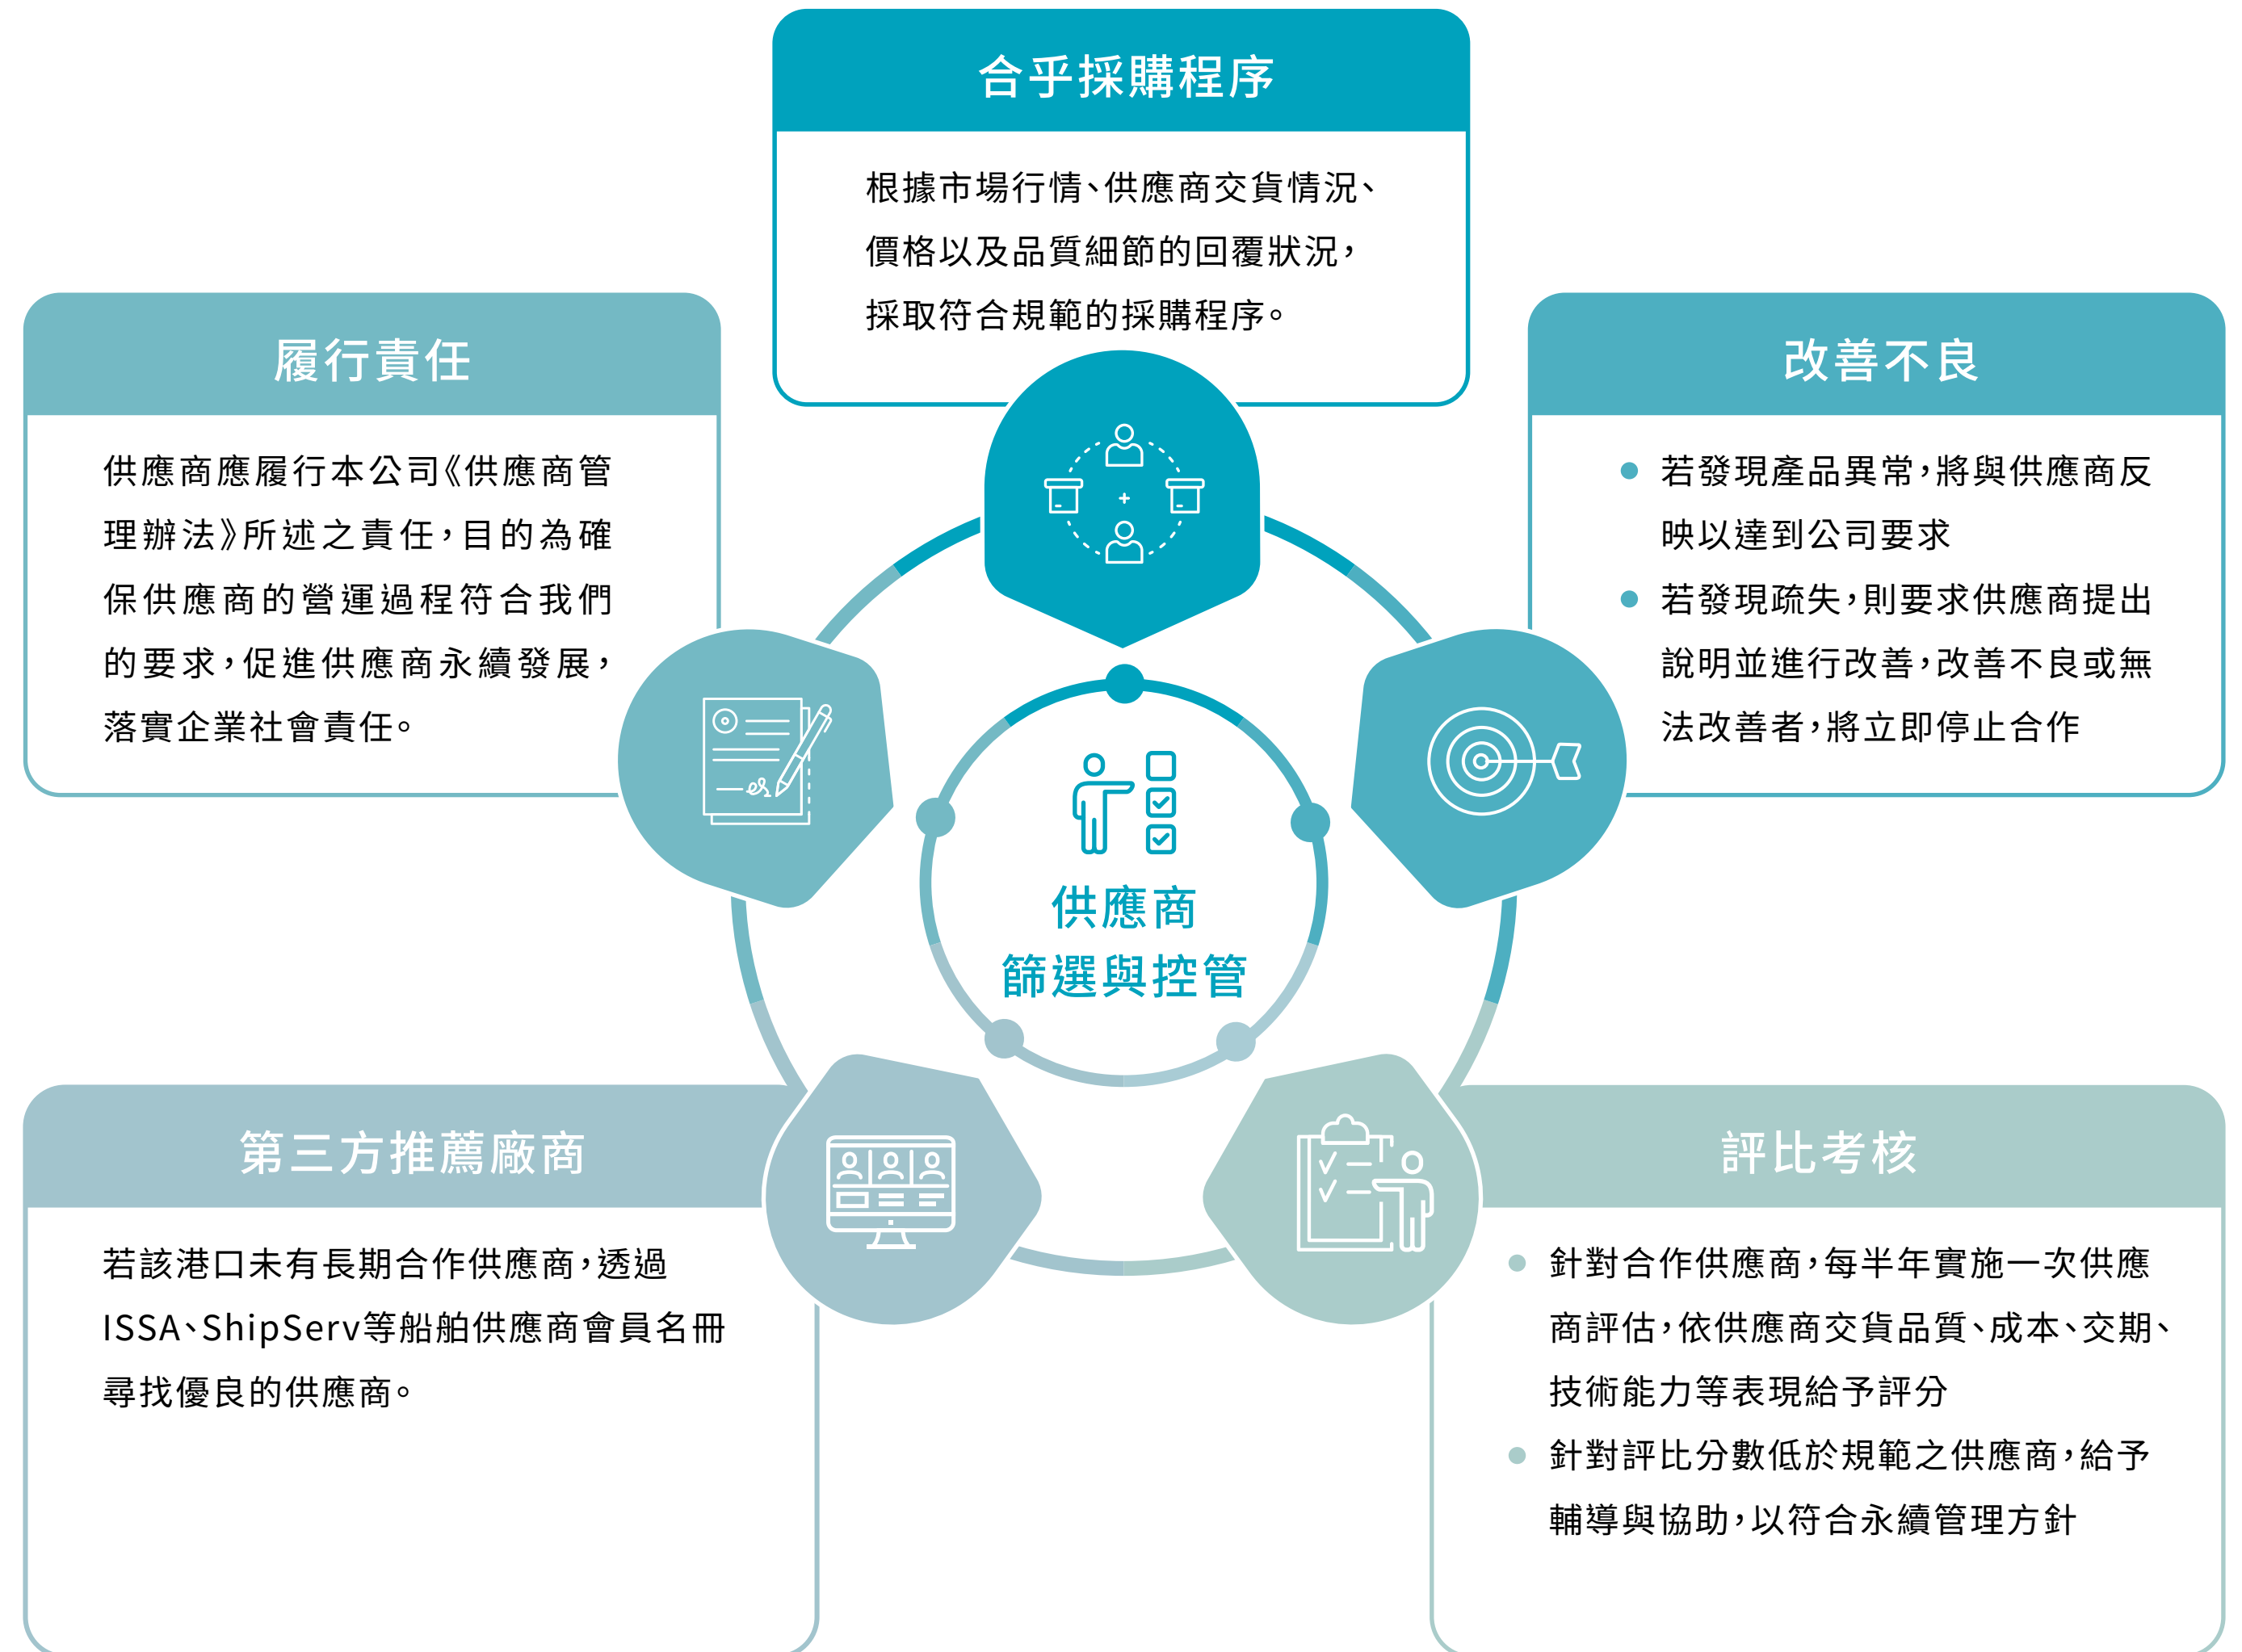 合乎採購程序
根據市場行情、供應商交貨情況、
價格以及品質細節的回覆狀況，
採取符合規範的採購程序。
履行責任
供應商應履行本公司《供應商管
理辦法》所述之責任，目的為確
保供應商的營運過程符合我們
的要求，促進供應商永續發展，
落實企業社會責任。
改善不良
若發現產品異常，將與供應商反
映以達到公司要求
若發現疏失，則要求供應商提出
說明並進行改善，改善不良或無
法改善者，將立即停止合作
供應商
篩選與控管
第三方推薦廠商
若該港口未有長期合作供應商，透過
ISSA、ShipServ等船舶供應商會員名冊
尋找優良的供應商。
評比考核
針對合作供應商，每半年實施一次供應
商評估，依供應商交貨品質、成本、交期、
技術能力等表現給予評分
針對評比分數低於規範之供應商，給予
輔導與協助，以符合永續管理方針